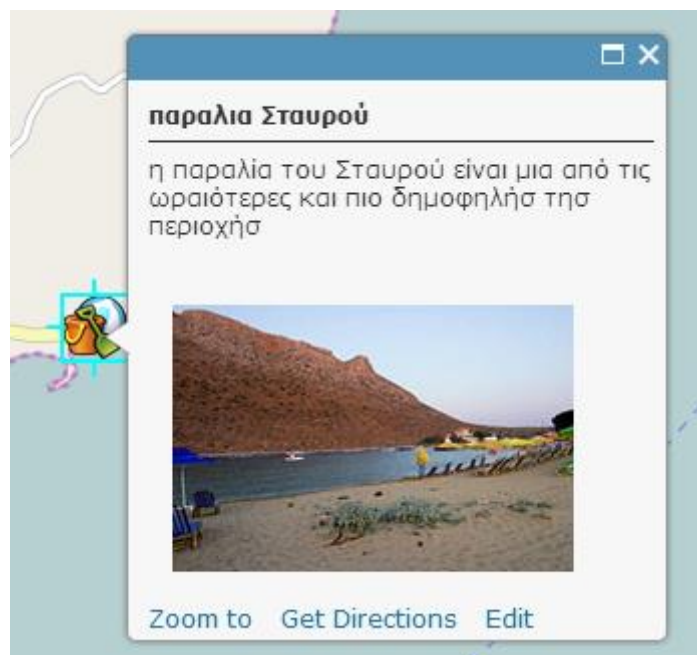 παραλια Σταυρού
η παραλία του Σταυρού είναι μια από τις
ωραιότερες και πιο δημοφηλήσ τησ
περιοχήσ
Zoom to Get Directions Edit